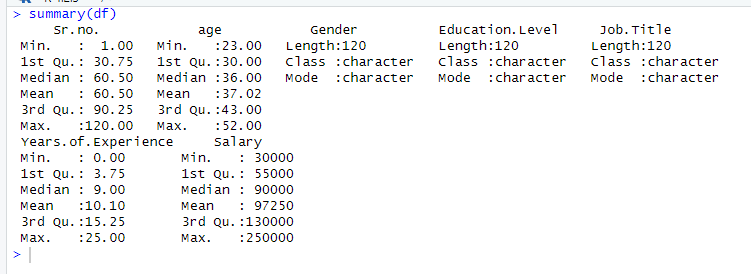 > summary(df)
Sr.no. age Gender Education.Level Job.Title
Min. : 1.00 Min. :23.00 Length:120 Length:120 Length:120
1st Qu.: 30.75 1st Qu.:30.00 Class :character Class :character Class :character
Median : 60.50 Median :36.00 Mode :character Mode :character Mode :character
Mean : 60.50 Mean :37.02
3rd Qu.: 90.25 3rd Qu.:43.00
Max. :120.00 Max. :52.00
Years.of.Experience Salary
Min. : 0.00 Min. : 30000
1st Qu.: 3.75 1st Qu.: 55000
Median : 9.00 Median : 90000
Mean :10.10 Mean : 97250
3rd Qu.:15.25 3rd Qu.:130000
Max. :25.00 Max. :250000
>